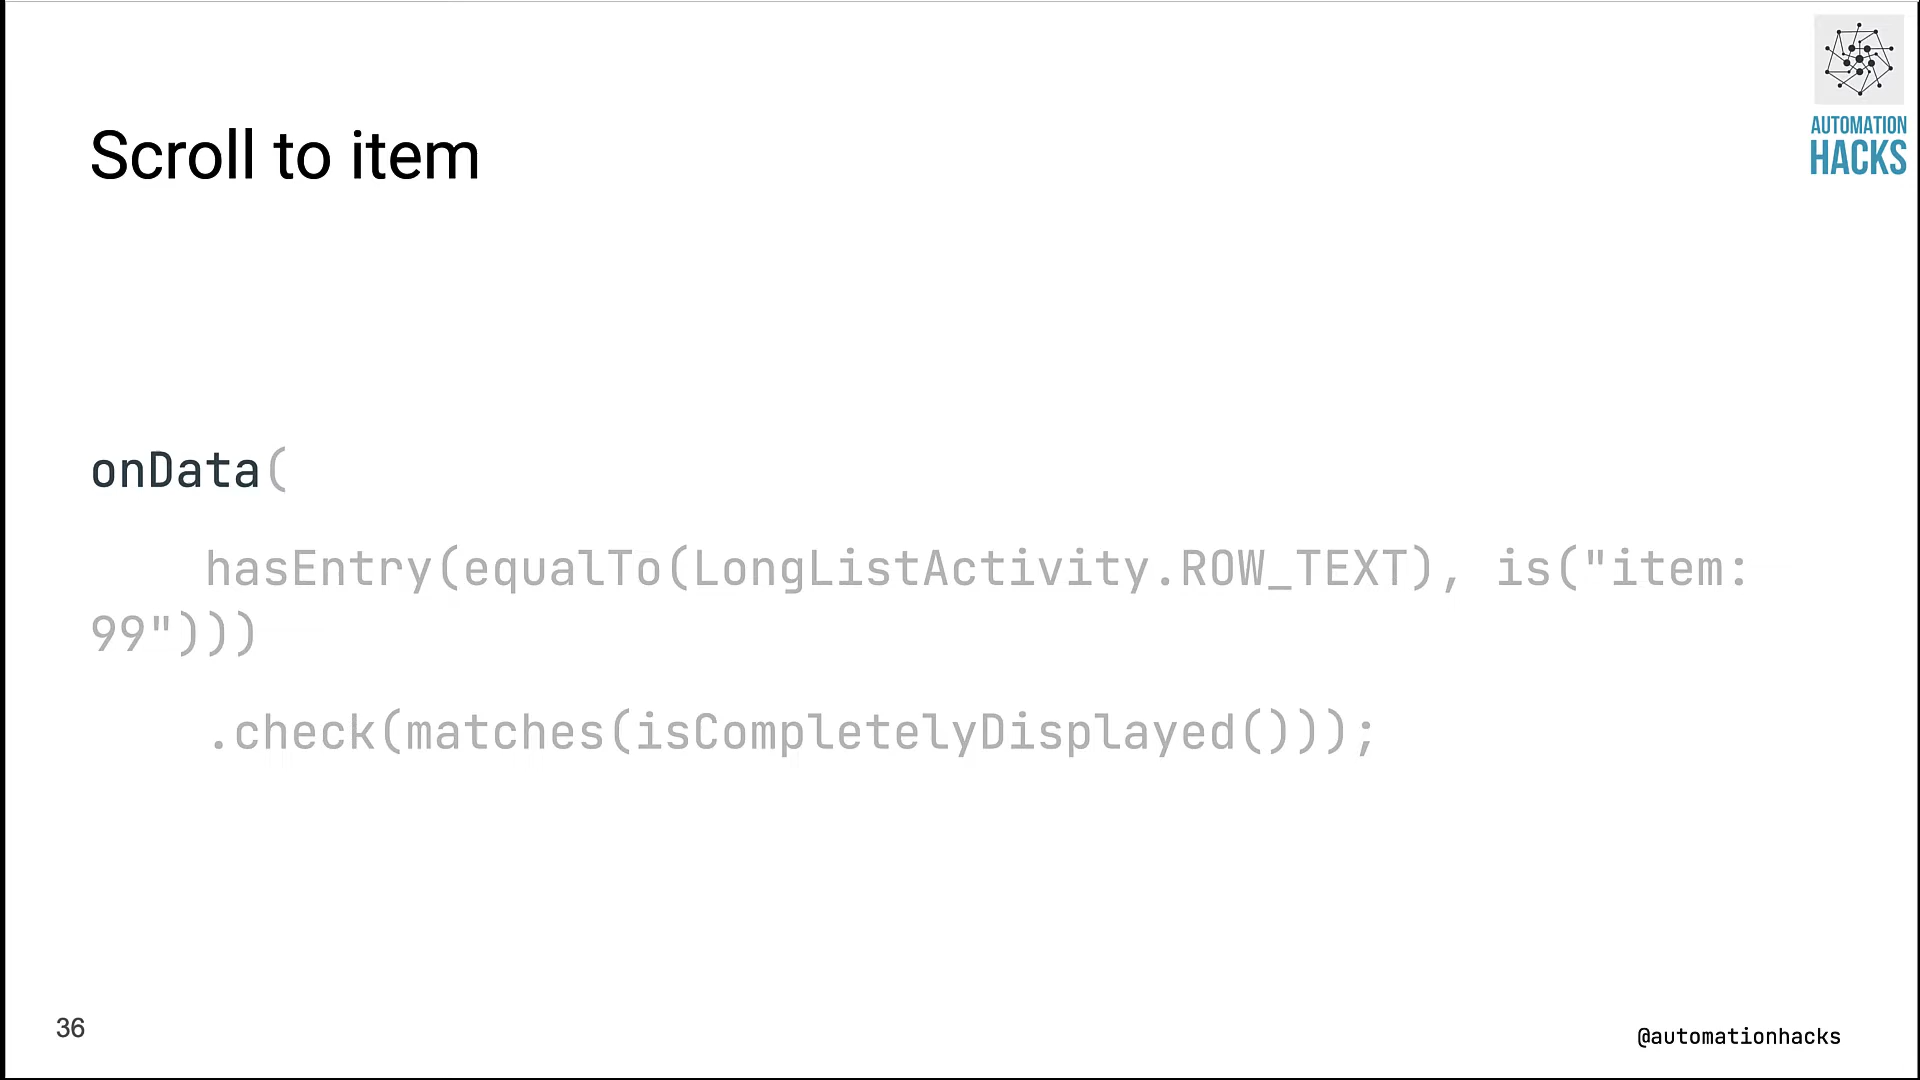 AUTOMATION
HACKS
Scroll to item
onData(
hasEntry(equalTo(LongListActivity.ROW_TEXT), is("item:
99")))
.check(matches(isCompletelyDisplayed()));
36
@automationhacks